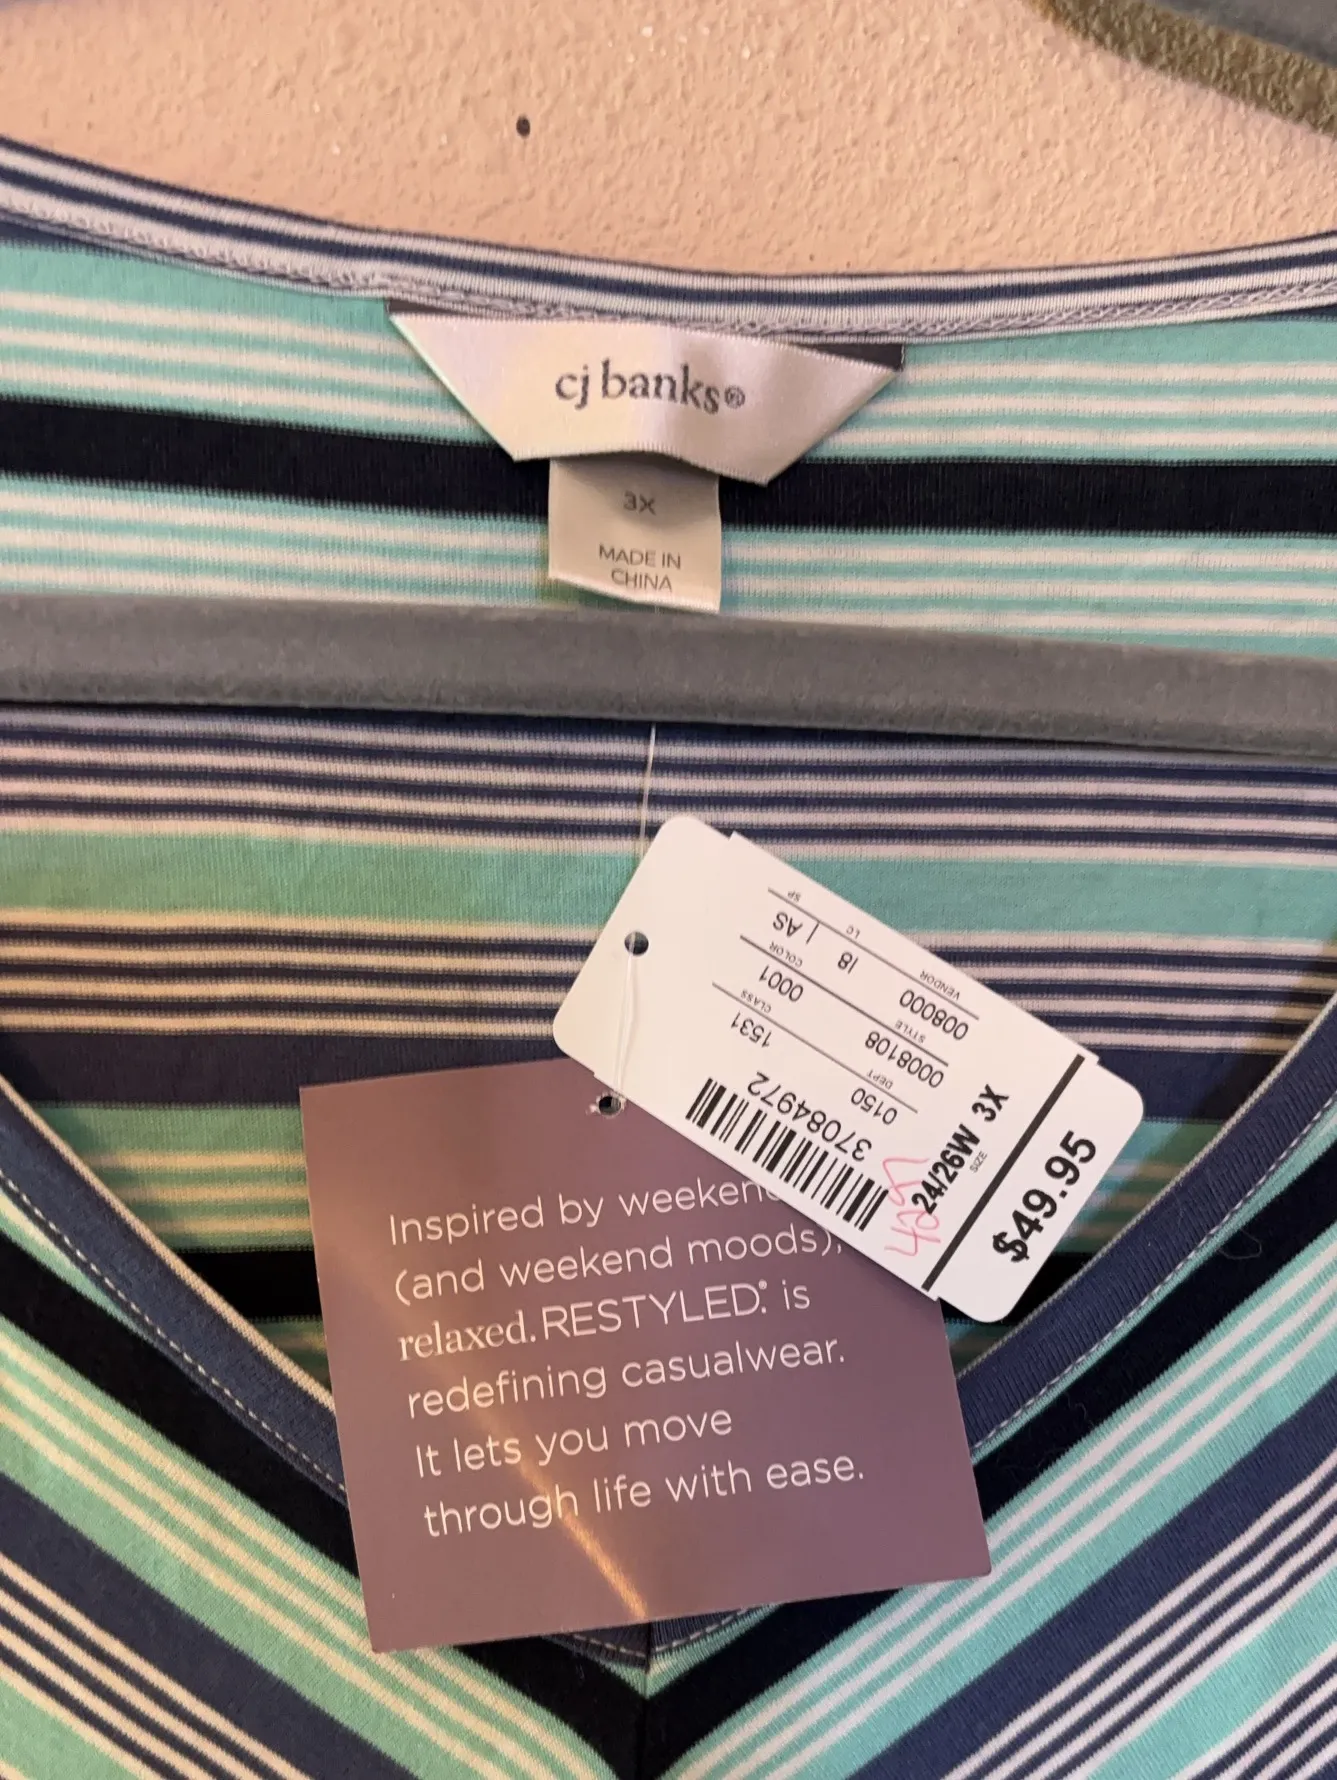 cj banks®
3X
MADE IN
CHINA
SP
AS
LC
18
COLOR
0001
VENDOR
008000
CLASS
1531
STYLE
0008108
DEPT
0150
37084972
24/26W 3X
SIZE
$49.95
Inspired by
(and weekend moods),
relaxed.RESTYLED.® is
redefining casualwear.
It lets you move
through life with ease.